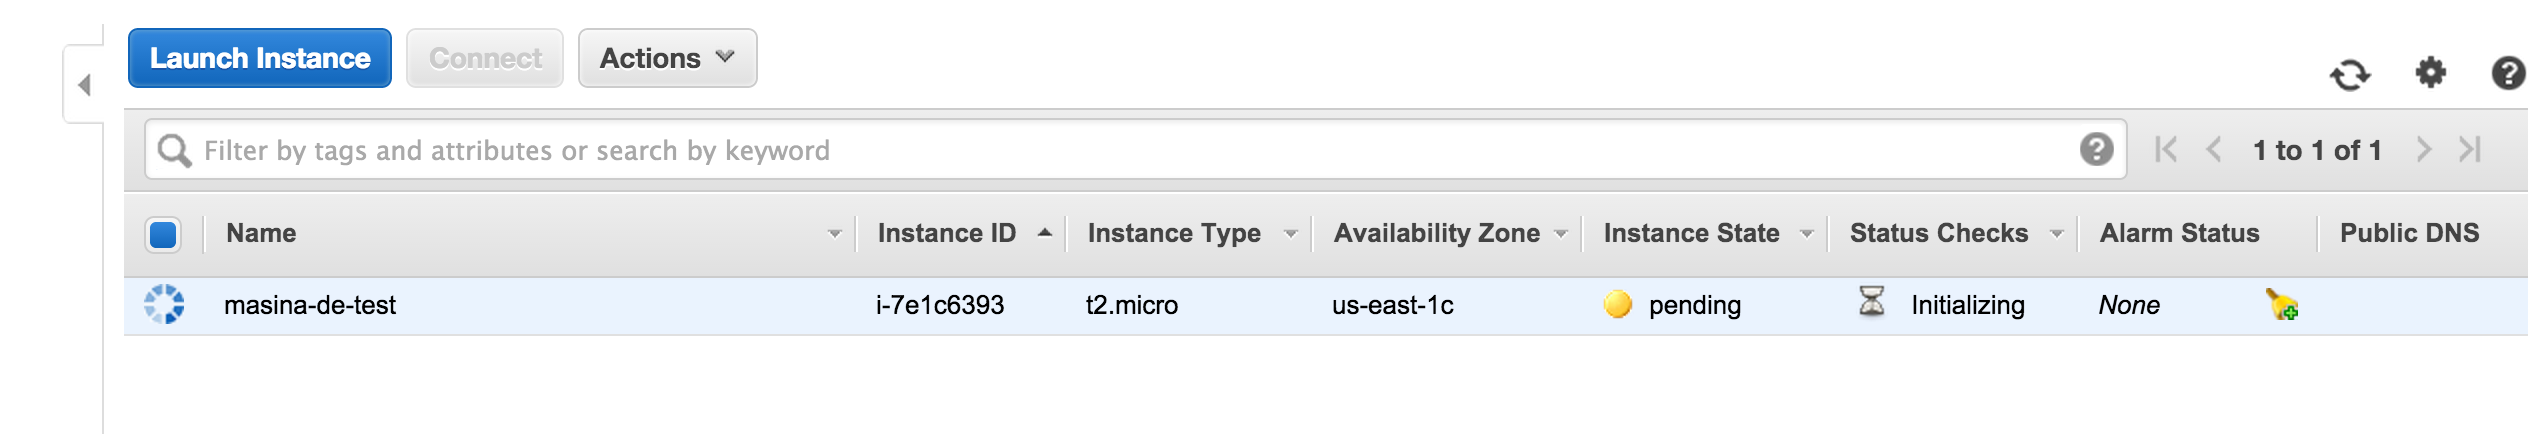 Launch Instance Connect Actions
Filter by tags and attributes or search by keyword ? 1 to 1 of 1 ?
Name Instance ID Instance Type Availability Zone Instance State Status Checks Alarm Status Public DNS
masina-de-test i-7e1c6393 t2.micro us-east-1c pending Initializing None